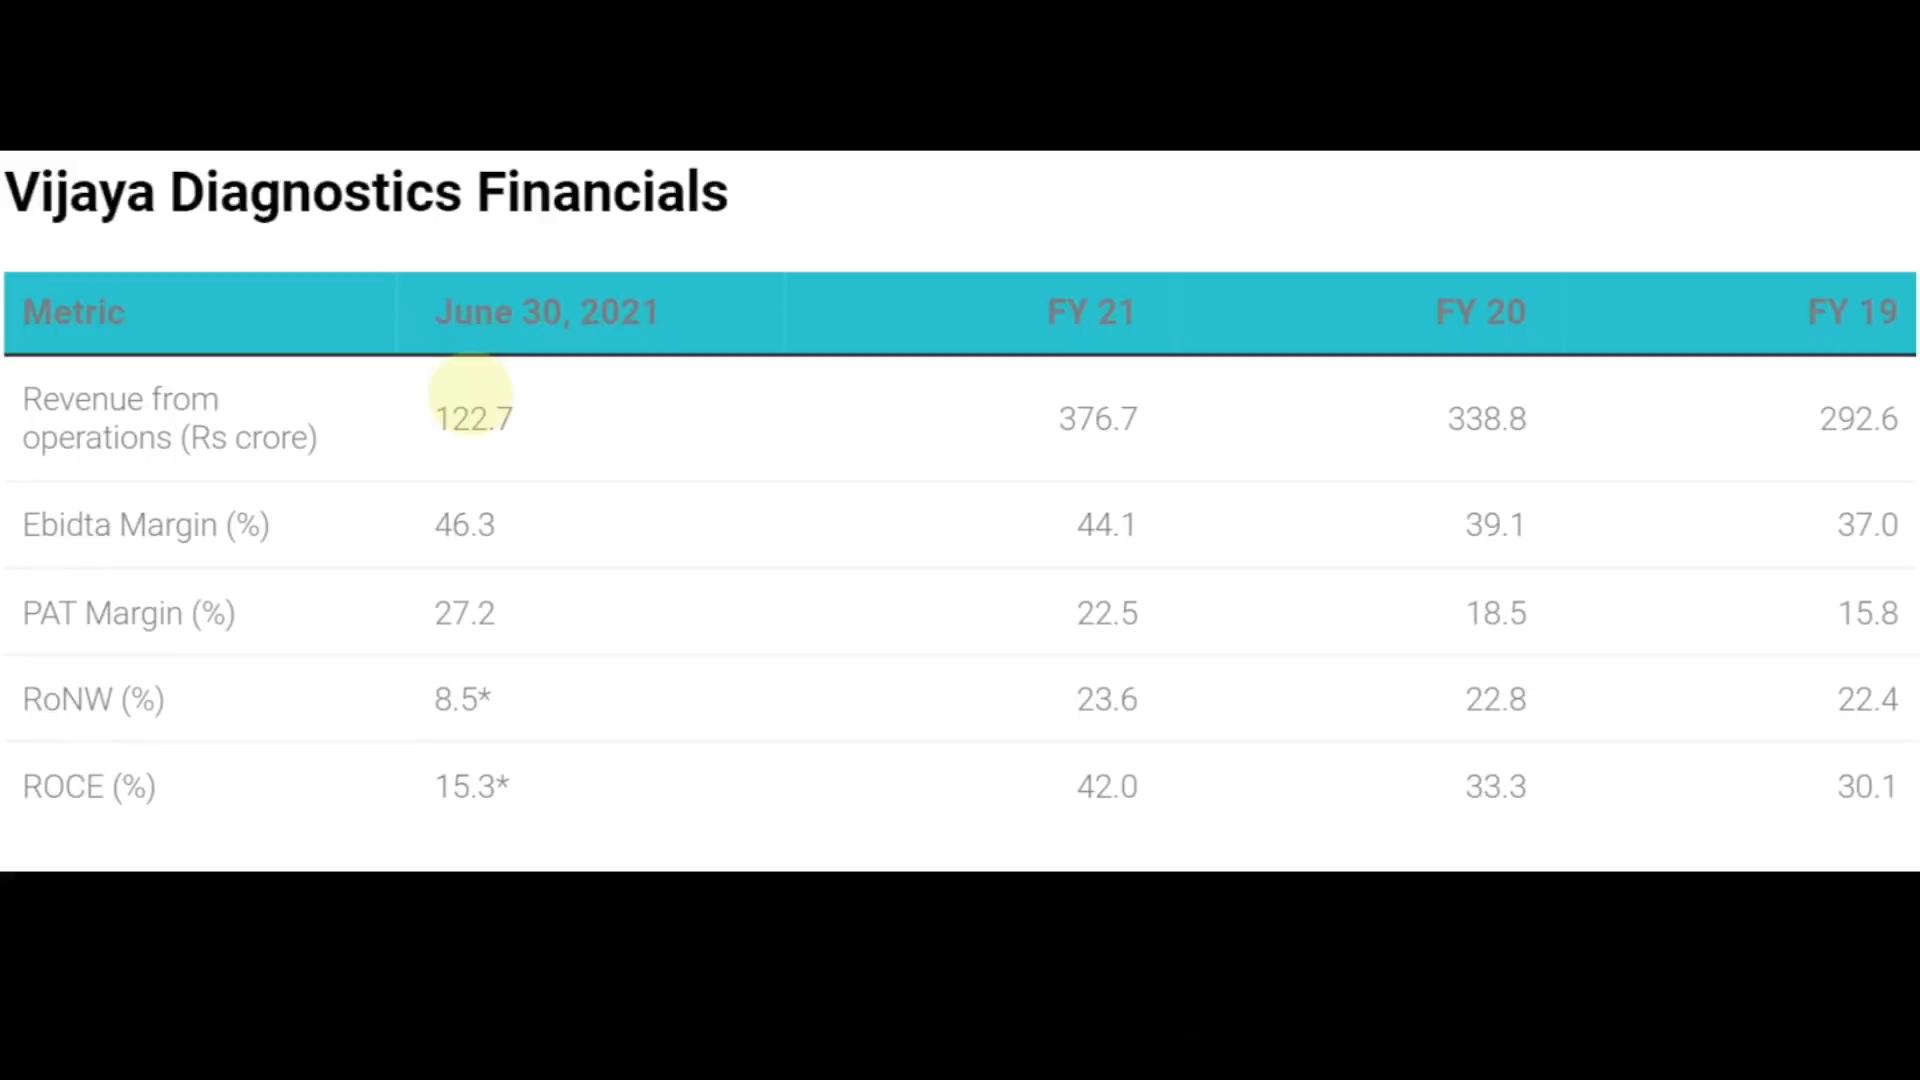 Vijaya Diagnostics Financials
Metric June 30, 2021 FY 21 FY 20 FY 19
Revenue from
operations (Rs crore) 122.7 376.7 338.8 292.6
Ebidta Margin (%) 46.3 44.1 39.1 37.0
PAT Margin (%) 27.2 22.5 18.5 15.8
RoNW (%) 8.5* 23.6 22.8 22.4
ROCE (%) 15.3* 42.0 33.3 30.1